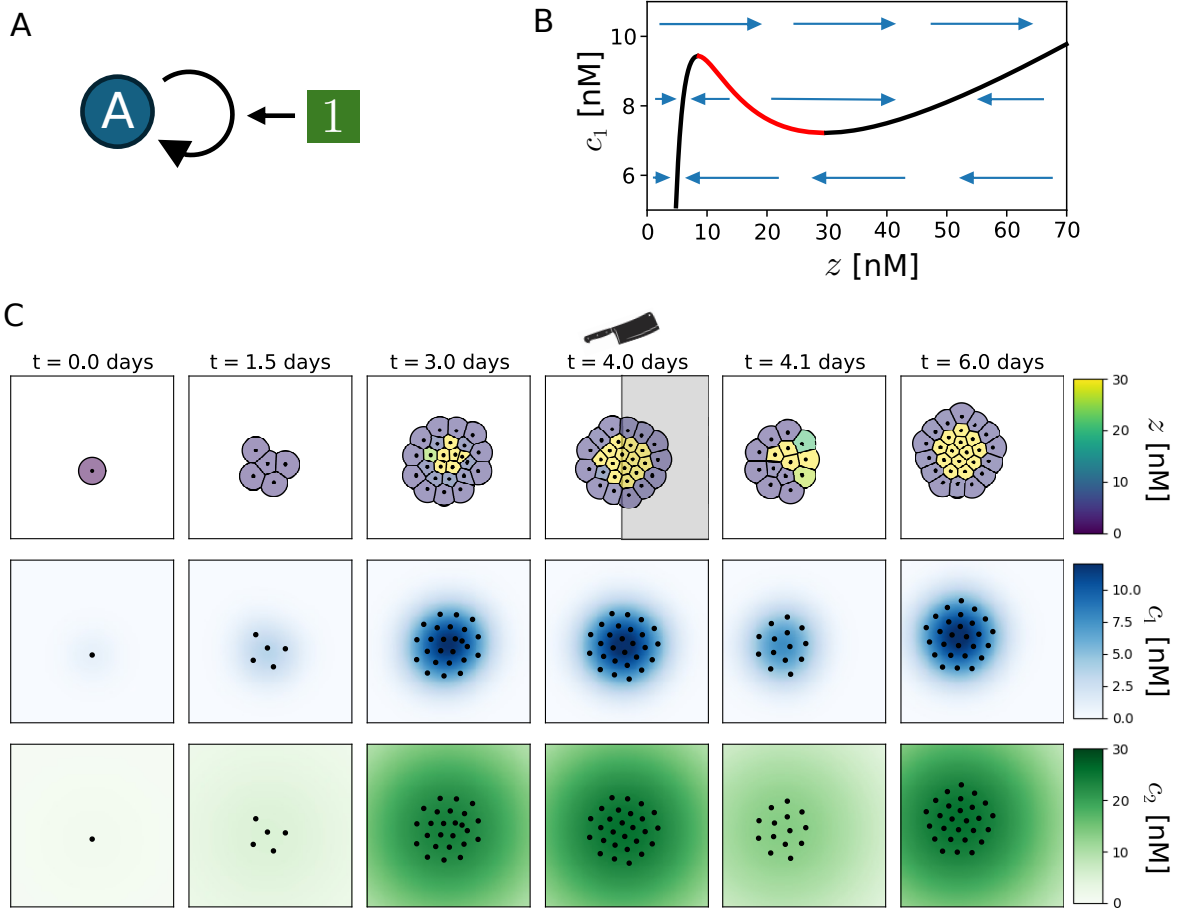 A
A
1
B
c₁ [nM]
10
8
6
0 10 20 30 40 50 60 70
z [nM]
C
t = 0.0 days t = 1.5 days t = 3.0 days t = 4.0 days t = 4.1 days t = 6.0 days
30
20
10
0
z [nM]
10.0
7.5
5.0
2.5
0.0
c₁ [nM]
30
20
10
0
c₂ [nM]